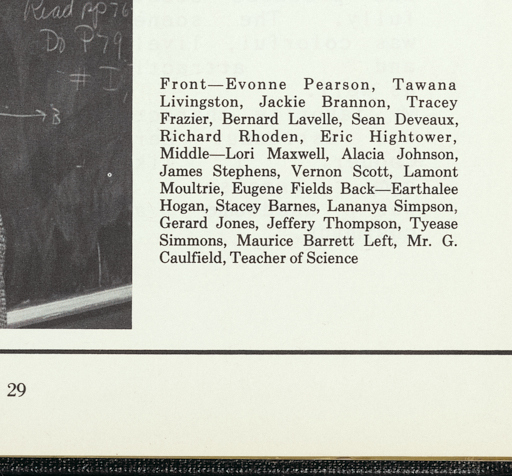 Read pp 76-
Do P79
# I,
B
Front—Evonne Pearson, Tawana
Livingston, Jackie Brannon, Tracey
Frazier, Bernard Lavelle, Sean Deveaux,
Richard Rhoden, Eric Hightower,
Middle—Lori Maxwell, Alacia Johnson,
James Stephens, Vernon Scott, Lamont
Moultrie, Eugene Fields Back—Earthalee
Hogan, Stacey Barnes, Lananya Simpson,
Gerard Jones, Jeffery Thompson, Tyease
Simmons, Maurice Barrett Left, Mr. G.
Caulfield, Teacher of Science
29